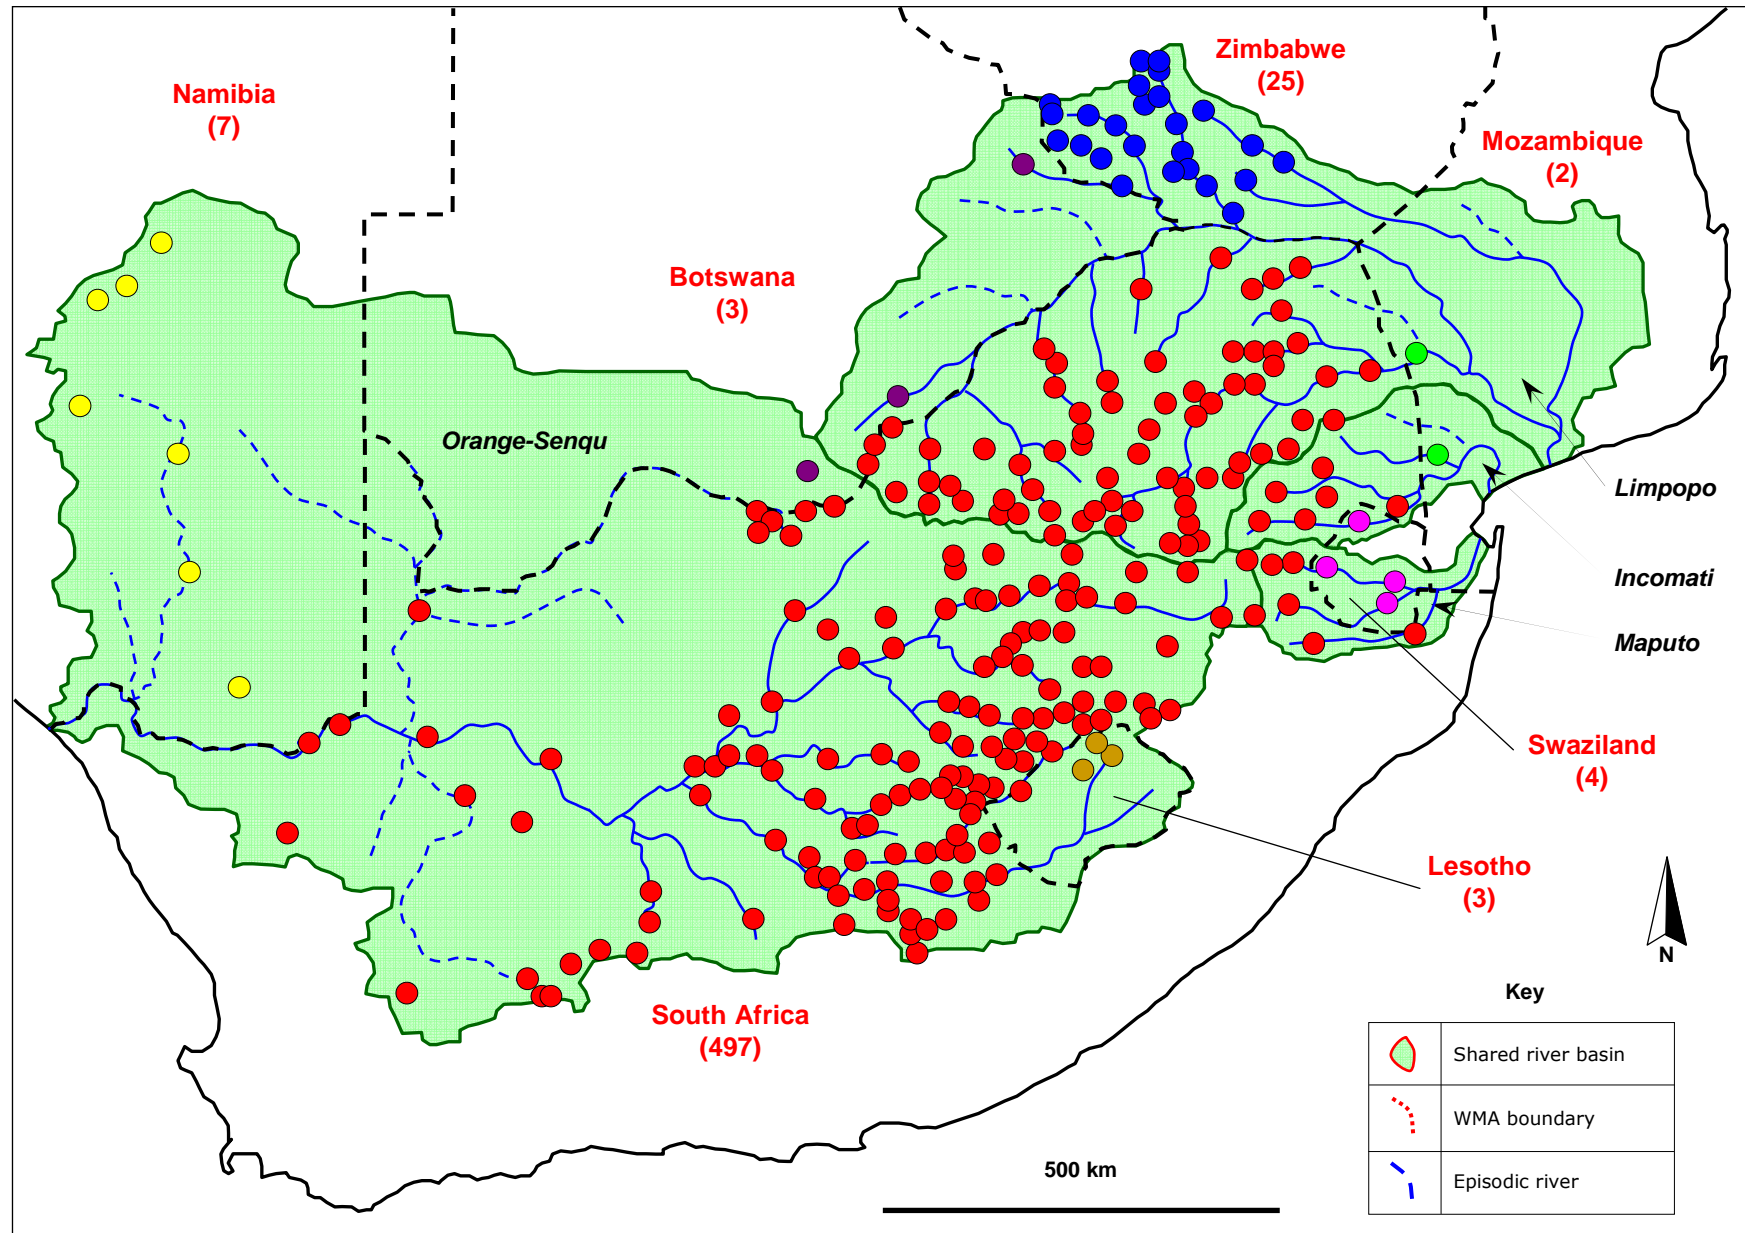 Zimbabwe
(25)
Namibia
(7)
Mozambique
(2)
Botswana
(3)
Orange-Senqu
Limpopo
Incomati
Maputo
Swaziland
(4)
Lesotho
(3)
N
South Africa
(497)
Key
Shared river basin
WMA boundary
Episodic river
500 km